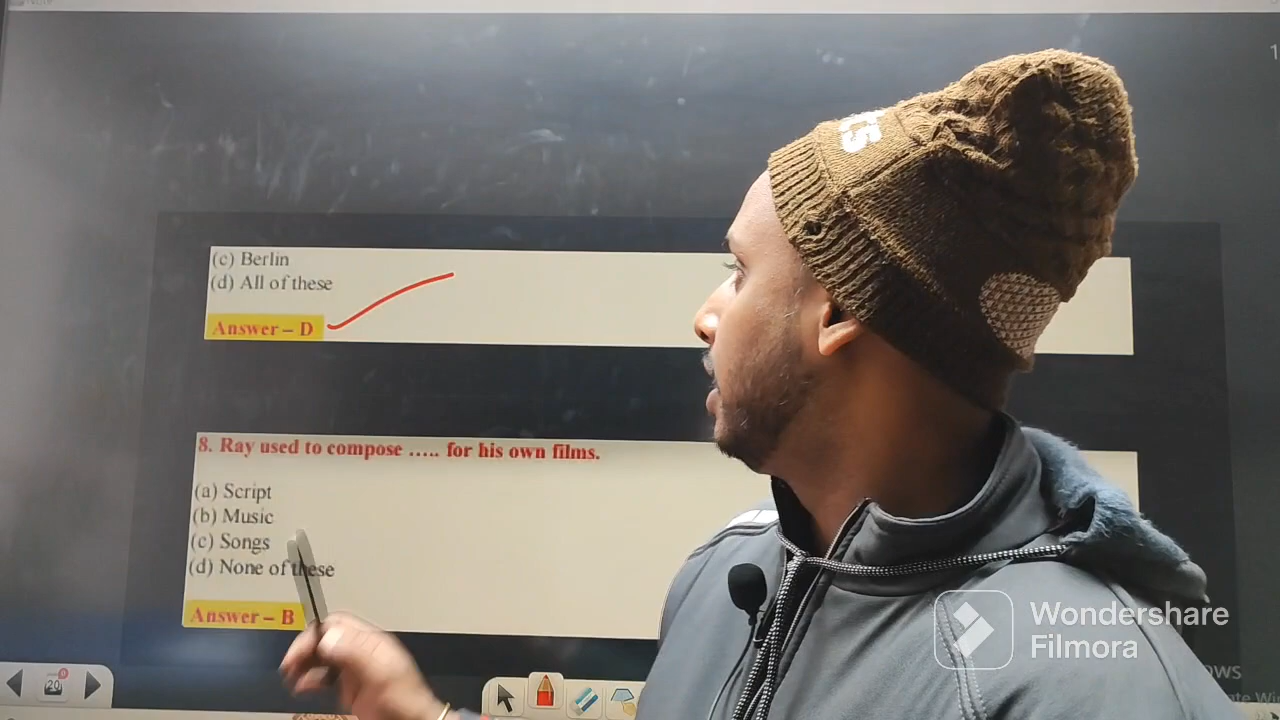 (c) Berlin
(d) All of these
Answer – D
8. Ray used to compose ..... for his own films.
(a) Script
(b) Music
(c) Songs
(d) None of these
Answer – B
20
Wondershare
Filmora